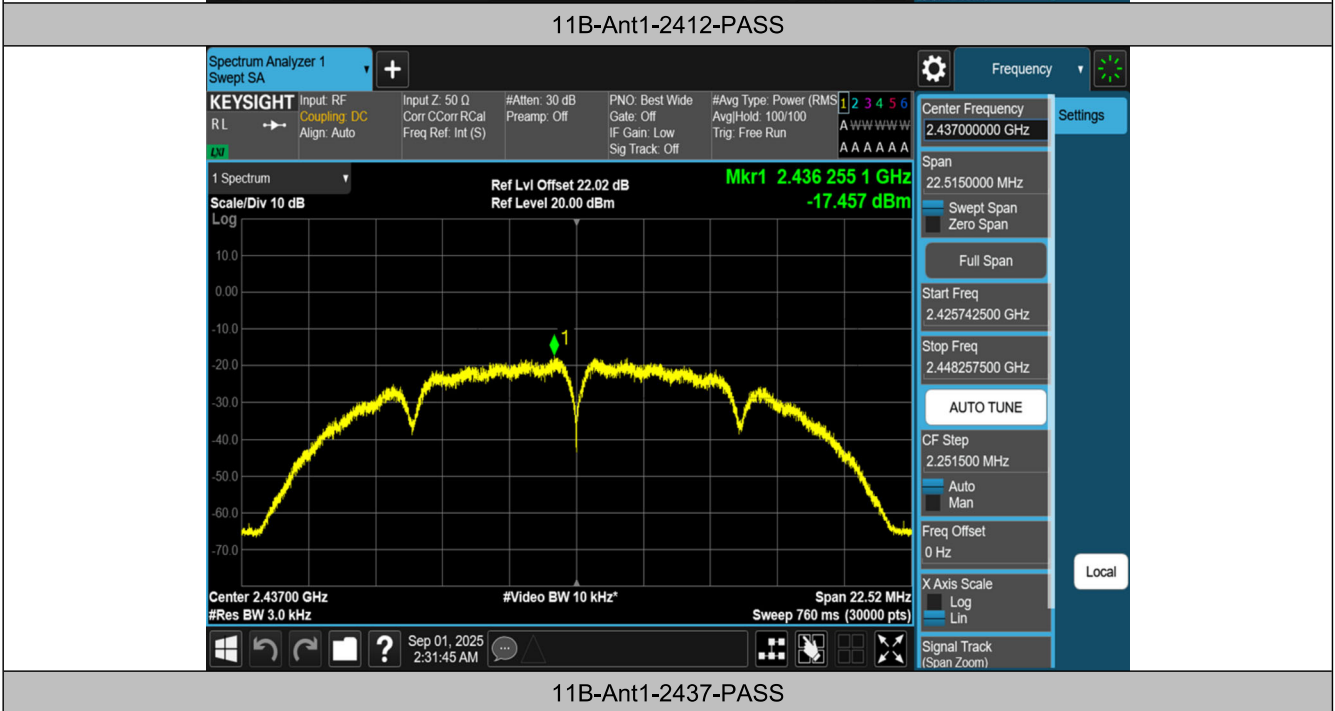 11B-Ant1-2412-PASS
Spectrum Analyzer 1
Swept SA
+
Frequency
KEYSIGHT
RL
LXI
Input: RF
Coupling: DC
Align: Auto
Input Z: 50 Ω
Corr CCorr RCal
Freq Ref: Int (S)
#Atten: 30 dB
Preamp: Off
PNO: Best Wide
Gate: Off
IF Gain: Low
Sig Track: Off
#Avg Type: Power (RMS
Avg|Hold: 100/100
Trig: Free Run
1 2 3 4 5 6
A W W W W W
A A A A A A
Center Frequency
2.437000000 GHz
Settings
Span
22.5150000 MHz
Swept Span
Zero Span
Full Span
Start Freq
2.425742500 GHz
Stop Freq
2.448257500 GHz
AUTO TUNE
CF Step
2.251500 MHz
Auto
Man
Freq Offset
0 Hz
X Axis Scale
Log
Lin
Signal Track
(Span Zoom)
Local
1 Spectrum
Scale/Div 10 dB
Log
Ref Lvl Offset 22.02 dB
Ref Level 20.00 dBm
Mkr1 2.436 255 1 GHz
-17.457 dBm
10.0
0.00
-10.0
-20.0
-30.0
-40.0
-50.0
-60.0
-70.0
1
Center 2.43700 GHz
#Res BW 3.0 kHz
#Video BW 10 kHz*
Span 22.52 MHz
Sweep 760 ms (30000 pts)
?
Sep 01, 2025
2:31:45 AM
11B-Ant1-2437-PASS